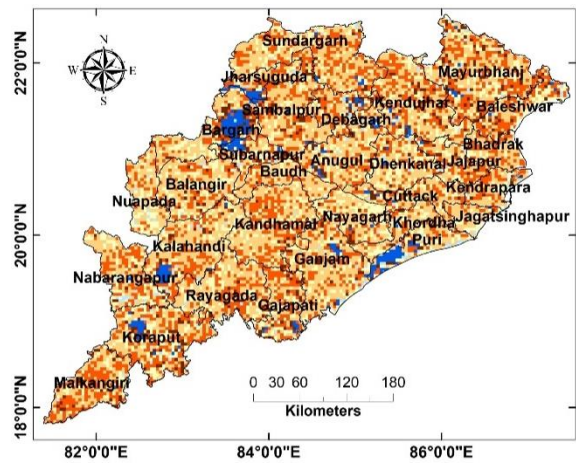 N
W E
S
22°0'0"N
20°0'0"N
18°0'0"N
Sundargarh
Jharsuguda
Mayurbhanj
Sambalpur
Kendujhar
Baleshwar
Debagarh
Bargarh
Bhadrak
Subarnapur
Anugul
Dhenkanal
Jajapur
Baudh
Balangir
Kendrapara
Nuapada
Cuttack
Jagatsinghapur
Nayagarh
Khordha
Kandhamal
Puri
Kalahandi
Ganjam
Nabarangapur
Rayagada
Gajapati
Koraput
Malkangiri
0 30 60 120 180
Kilometers
82°0'0"E 84°0'0"E 86°0'0"E